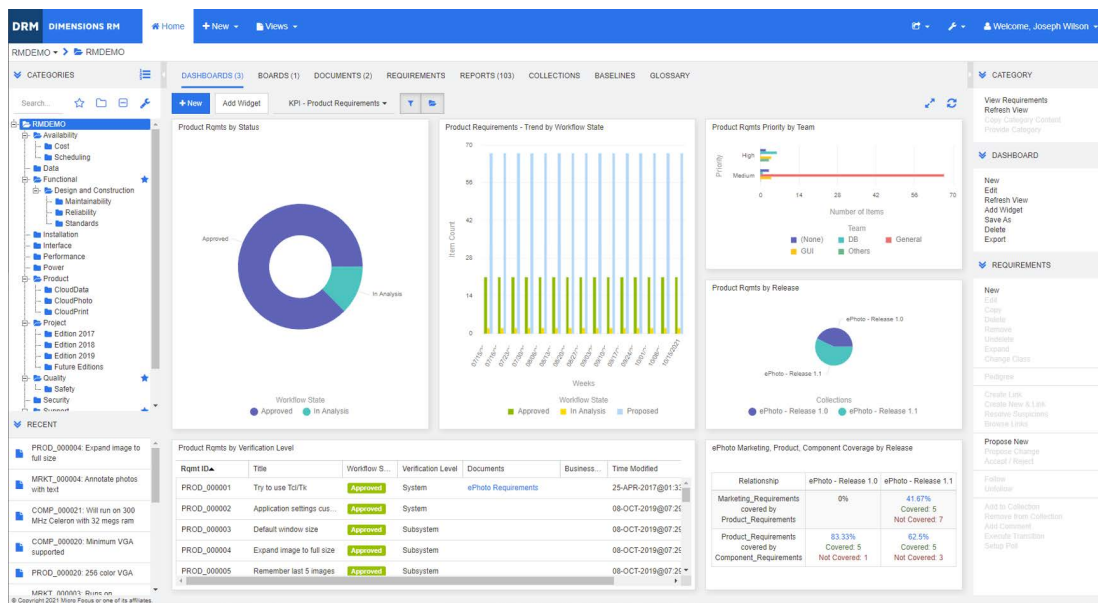 DRM DIMENSIONS RM Home + New Views Welcome, Joseph Wilson
RMDEMO > RMDEMO
CATEGORIES
Search...
RMDEMO
Availability
Cost
Scheduling
Data
Functional
Design and Construction
Maintainability
Reliability
Standards
Installation
Interface
Performance
Power
Product
CloudData
CloudPhoto
CloudPrint
Project
Edition 2017
Edition 2018
Edition 2019
Future Editions
Quality
Safety
Security
Support
RECENT
PROD_000004: Expand image to
full size
MRKT_000004: Annotate photos
with text
COMP_000021: Will run on 300
MHz Celeron with 32 megs ram
COMP_000020: Minimum VGA
supported
PROD_000020: 256 color VGA
MRKT_000003: Runs on
© Copyright 2021 Micro Focus or one of its affiliates.
DASHBOARDS (3) BOARDS (1) DOCUMENTS (2) REQUIREMENTS REPORTS (103) COLLECTIONS BASELINES GLOSSARY
+ New Add Widget KPI - Product Requirements
Product Rqmts by Status
Approved
In Analysis
Workflow State
Approved In Analysis
Product Requirements - Trend by Workflow State
70
56
42
28
14
0
Item Count
Weeks
Workflow State
Approved In Analysis Proposed
Product Rqmts Priority by Team
Priority
High
Medium
0 14 28 42 56 70
Number of Items
Team
(None) DB General
GUI Others
Product Rqmts by Release
ePhoto - Release 1.0
ePhoto - Release 1.1
Collections
ePhoto - Release 1.0 ePhoto - Release 1.1
Product Rqmts by Verification Level
Rqmt ID Title Workflow S... Verification Level Documents Business... Time Modified
PROD_000001 Try to use Tcl/Tk Approved System ePhoto Requirements 25-APR-2017@01:33
PROD_000002 Application settings cus... Approved System 08-OCT-2019@07:29
PROD_000003 Default window size Approved Subsystem 08-OCT-2019@07:29
PROD_000004 Expand image to full size Approved Subsystem 08-OCT-2019@07:29
PROD_000005 Remember last 5 images Approved Subsystem 08-OCT-2019@07:29
ePhoto Marketing, Product, Component Coverage by Release
Relationship ePhoto - Release 1.0 ePhoto - Release 1.1
Marketing_Requirements 0% 41.67%
covered by Covered: 5
Product_Requirements Not Covered: 7
Product_Requirements 83.33% 62.5%
covered by Covered: 5 Covered: 5
Component_Requirements Not Covered: 1 Not Covered: 3
CATEGORY
View Requirements
Refresh View
Copy Category Content
Provide Category
DASHBOARD
New
Edit
Refresh View
Add Widget
Save As
Delete
Export
REQUIREMENTS
New
Edit
Copy
Delete
Remove
Undelete
Expand
Change Class
Pedigree
Create Link
Create New & Link
Resolve Suspicions
Browse Links
Propose New
Propose Change
Accept / Reject
Follow
Unfollow
Add to Collection
Remove from Collection
Add Comment
Execute Transition
Setup Poll